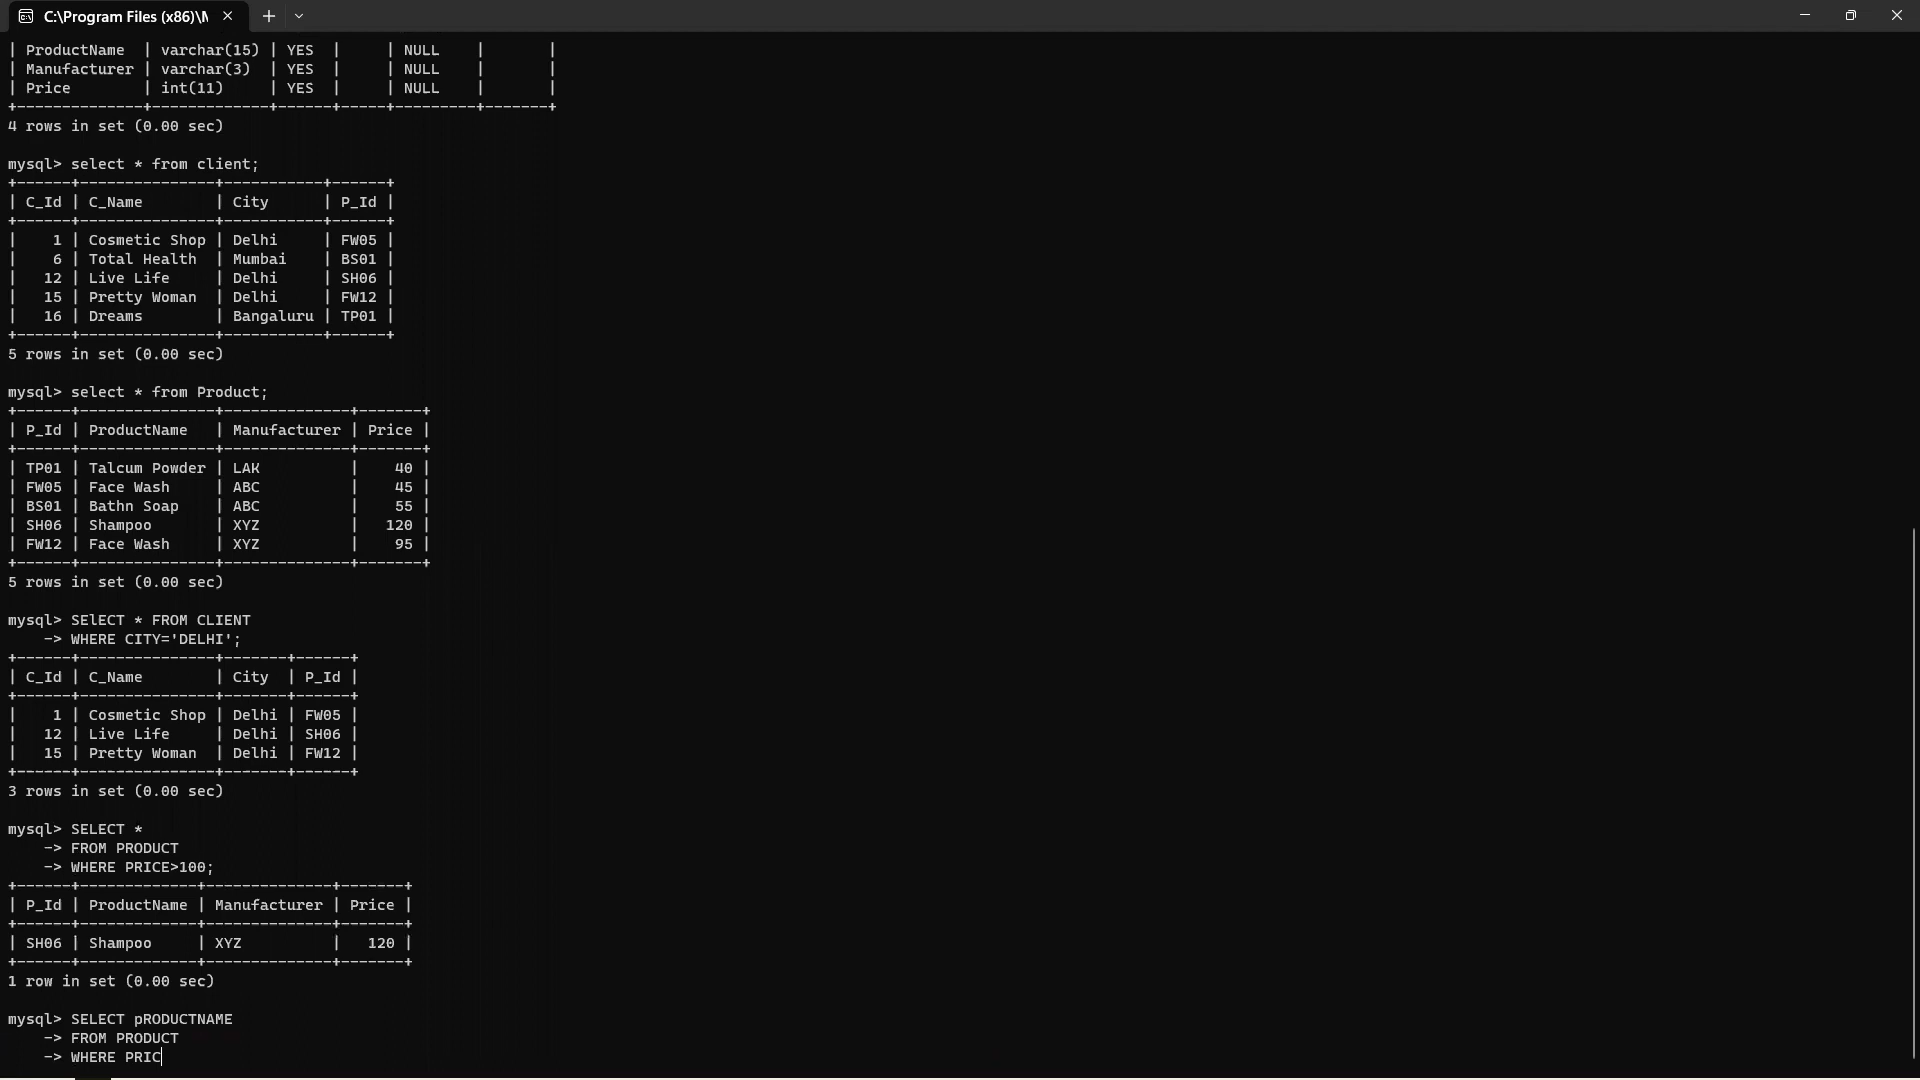 C:\Program Files (x86)\M
| ProductName  | varchar(15) | YES  |     | NULL    |       |
| Manufacturer | varchar(3)  | YES  |     | NULL    |       |
| Price        | int(11)     | YES  |     | NULL    |       |
+--------------+-------------+------+-----+---------+-------+
4 rows in set (0.00 sec)
mysql> select * from client;
+------+---------------+-----------+------+
| C_Id | C_Name        | City      | P_Id |
+------+---------------+-----------+------+
|    1 | Cosmetic Shop | Delhi     | FW05 |
|    6 | Total Health  | Mumbai    | BS01 |
|   12 | Live Life     | Delhi     | SH06 |
|   15 | Pretty Woman  | Delhi     | FW12 |
|   16 | Dreams        | Bangaluru | TP01 |
+------+---------------+-----------+------+
5 rows in set (0.00 sec)
mysql> select * from Product;
+------+---------------+--------------+-------+
| P_Id | ProductName   | Manufacturer | Price |
+------+---------------+--------------+-------+
| TP01 | Talcum Powder | LAK          |    40 |
| FW05 | Face Wash     | ABC          |    45 |
| BS01 | Bathn Soap    | ABC          |    55 |
| SH06 | Shampoo       | XYZ          |   120 |
| FW12 | Face Wash     | XYZ          |    95 |
+------+---------------+--------------+-------+
5 rows in set (0.00 sec)
mysql> SElECT * FROM CLIENT
    -> WHERE CITY='DELHI';
+------+---------------+-------+------+
| C_Id | C_Name        | City  | P_Id |
+------+---------------+-------+------+
|    1 | Cosmetic Shop | Delhi | FW05 |
|   12 | Live Life     | Delhi | SH06 |
|   15 | Pretty Woman  | Delhi | FW12 |
+------+---------------+-------+------+
3 rows in set (0.00 sec)
mysql> SELECT *
    -> FROM PRODUCT
    -> WHERE PRICE>100;
+------+-------------+--------------+-------+
| P_Id | ProductName | Manufacturer | Price |
+------+-------------+--------------+-------+
| SH06 | Shampoo     | XYZ          |   120 |
+------+-------------+--------------+-------+
1 row in set (0.00 sec)
mysql> SELECT pRODUCTNAME
    -> FROM PRODUCT
    -> WHERE PRIC